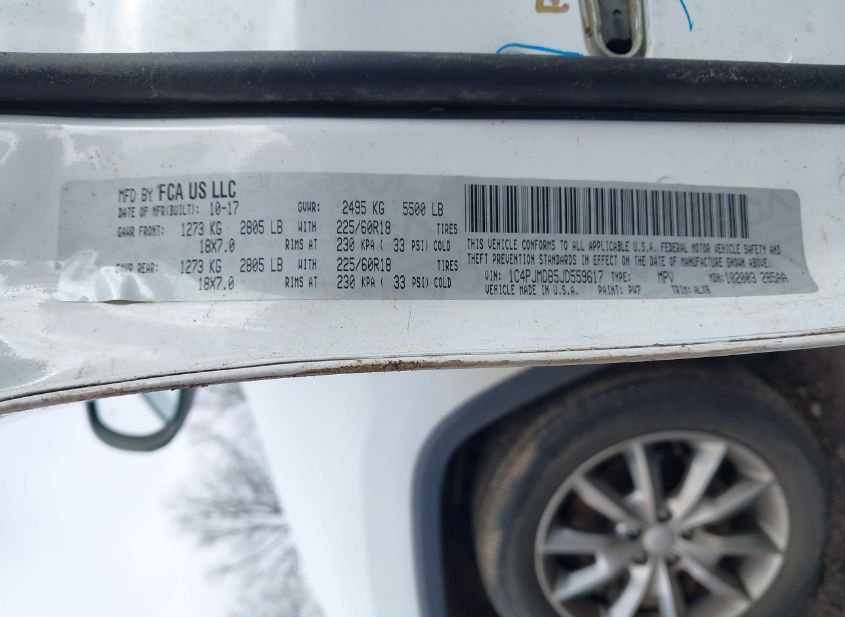 MFD BY FCA US LLC
DATE OF MFR(BUILT): 10-17 GVWR: 2495 KG 5500 LB
GAWR FRONT: 1273 KG 2805 LB WITH 225/60R18 TIRES
18X7.0 RIMS AT 230 KPA ( 33 PSI) COLD
GAWR REAR: 1273 KG 2805 LB WITH 225/60R18 TIRES
18X7.0 RIMS AT 230 KPA ( 33 PSI) COLD
THIS VEHICLE CONFORMS TO ALL APPLICABLE U.S.A. FEDERAL MOTOR VEHICLE SAFETY AND
THEFT PREVENTION STANDARDS IN EFFECT ON THE DATE OF MANUFACTURE SHOWN ABOVE.
VIN: 1C4PJMDB5JD559617 TYPE: MPV MDH:102003 285AA
VEHICLE MADE IN U.S.A. PAINT: PW7 TRIM: